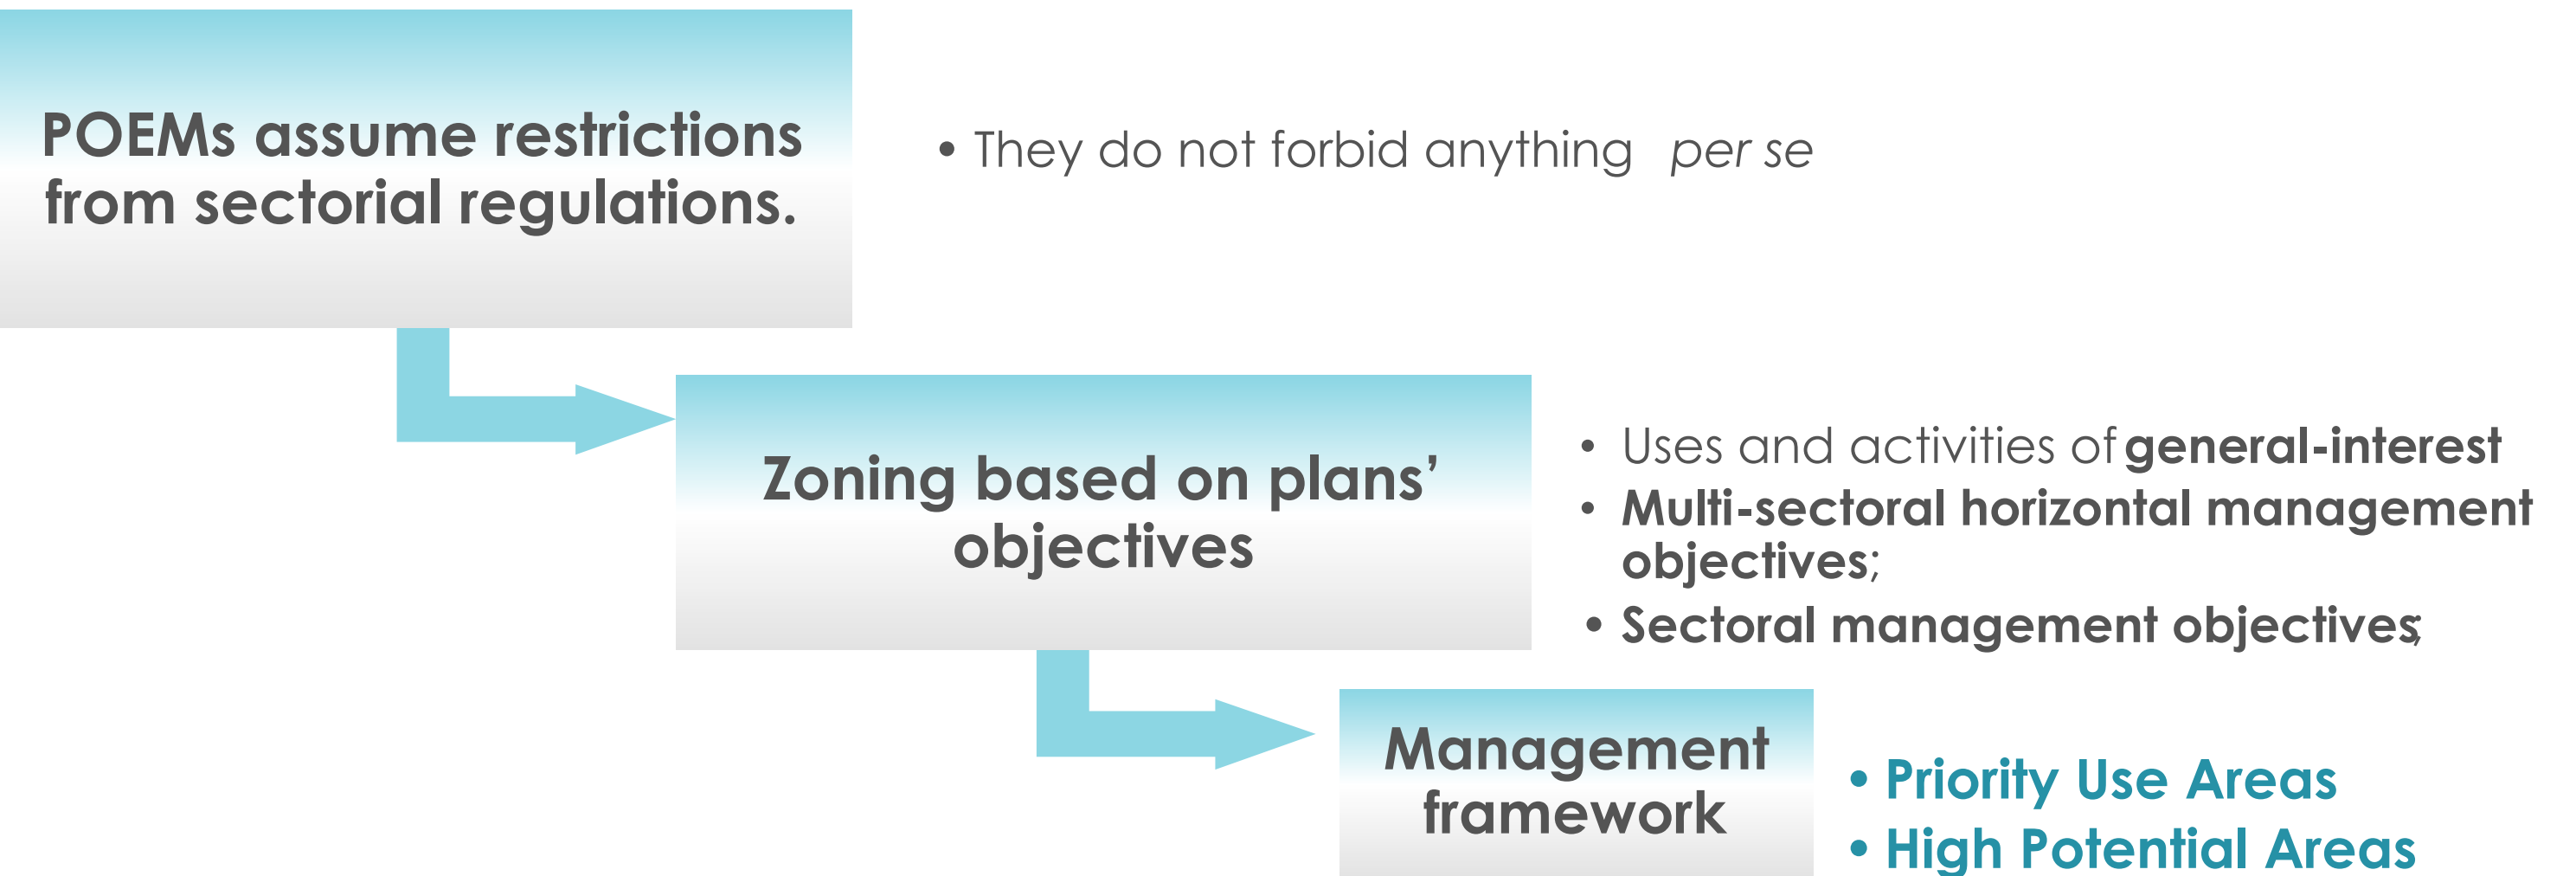 POEMs assume restrictions
from sectorial regulations.
• They do not forbid anything per se
Zoning based on plans’
objectives
• Uses and activities of general-interest
• Multi-sectoral horizontal management
objectives;
• Sectoral management objectives;
Management
framework
• Priority Use Areas
• High Potential Areas